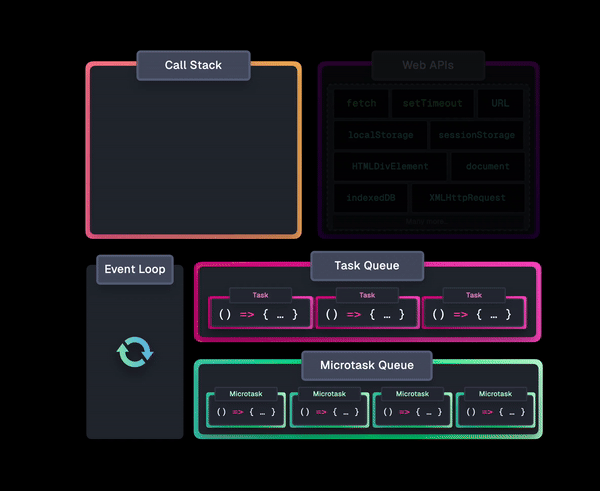 Call Stack
Web APIs
fetch
setTimeout
URL
localStorage
sessionStorage
HTMLDivElement
document
indexedDB
XMLHttpRequest
Event Loop
Task Queue
Task
Task
Task
() => { … }
() => { … }
() => { … }
Microtask Queue
Microtask
Microtask
Microtask
Microtask
() => { … }
() => { … }
() => { … }
() => { … }